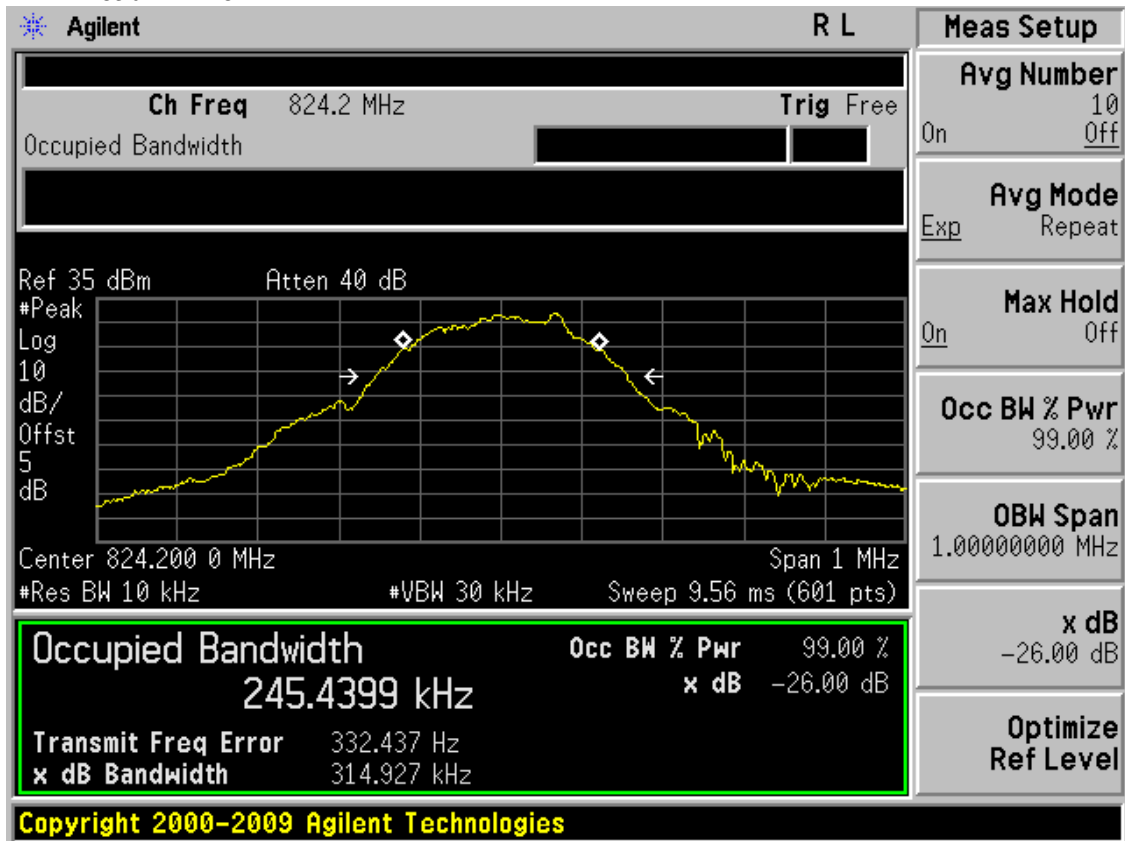 Agilent R L Meas Setup
Ch Freq 824.2 MHz Trig Free
Occupied Bandwidth
Avg Number
10
On Off
Avg Mode
Exp Repeat
Max Hold
On Off
Occ BW % Pwr
99.00 %
OBW Span
1.00000000 MHz
x dB
-26.00 dB
Optimize
Ref Level
Ref 35 dBm Atten 40 dB
#Peak
Log
10
dB/
Offst
5
dB
Center 824.200 0 MHz Span 1 MHz
#Res BW 10 kHz #VBW 30 kHz Sweep 9.56 ms (601 pts)
Occupied Bandwidth Occ BW % Pwr 99.00 %
245.4399 kHz x dB -26.00 dB
Transmit Freq Error 332.437 Hz
x dB Bandwidth 314.927 kHz
Copyright 2000-2009 Agilent Technologies